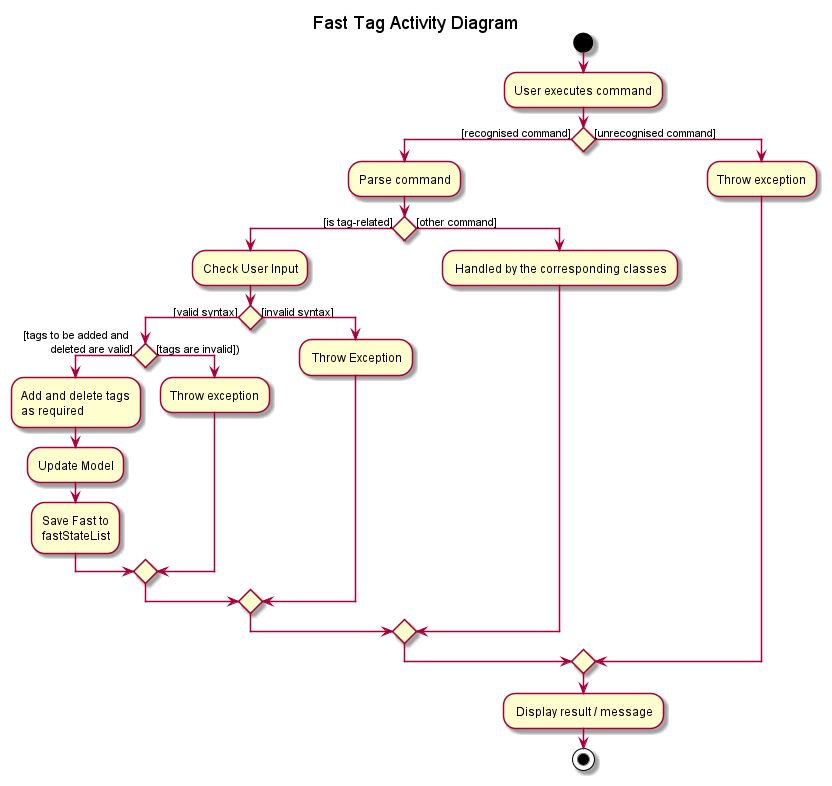 Fast Tag Activity Diagram
User executes command
[recognised command]
[unrecognised command]
Parse command
Throw exception
[is tag-related]
[other command]
Check User Input
Handled by the corresponding classes
[valid syntax]
[invalid syntax]
[tags to be added and
deleted are valid]
[tags are invalid])
Throw Exception
Add and delete tags
as required
Throw exception
Update Model
Save Fast to
fastStateList
Display result / message